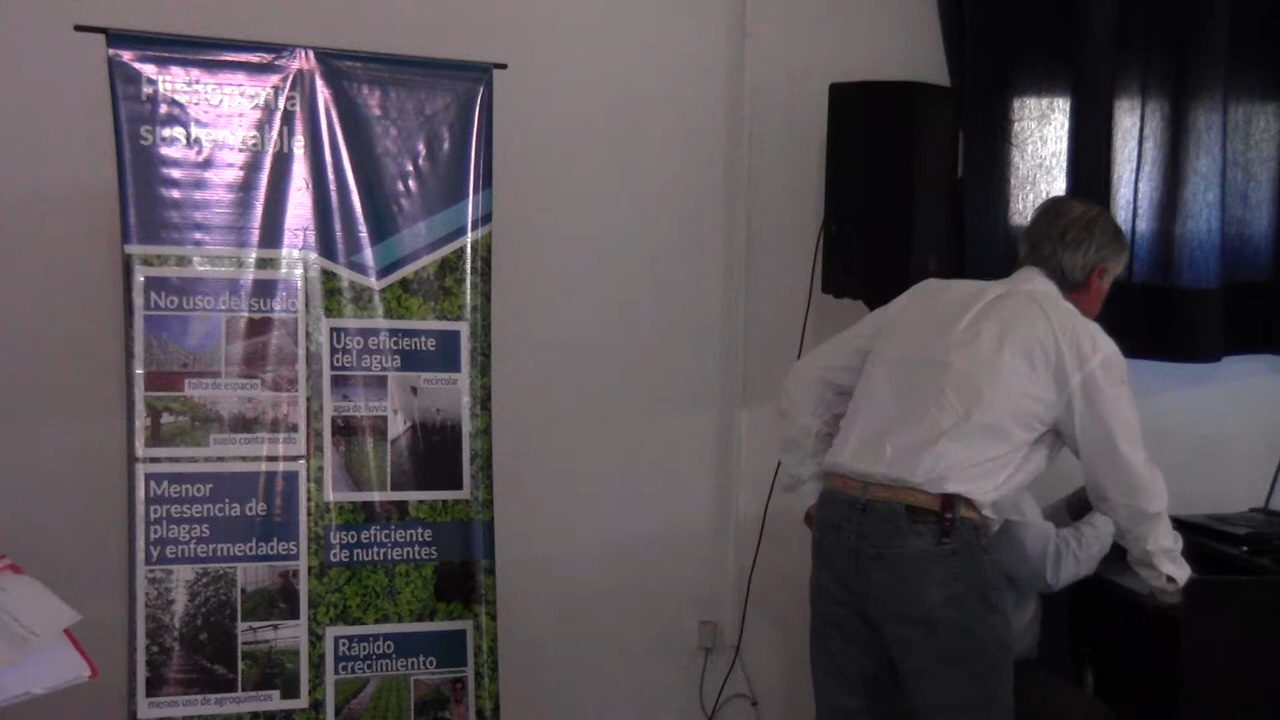 Hidroponia
sustentable
No uso del suelo
falta de espacio
suelo contaminado
Menor
presencia de
plagas
y enfermedades
menos uso de agroquímicos
Uso eficiente
del agua
recircular
agua de lluvia
uso eficiente
de nutrientes
Rápido
crecimiento